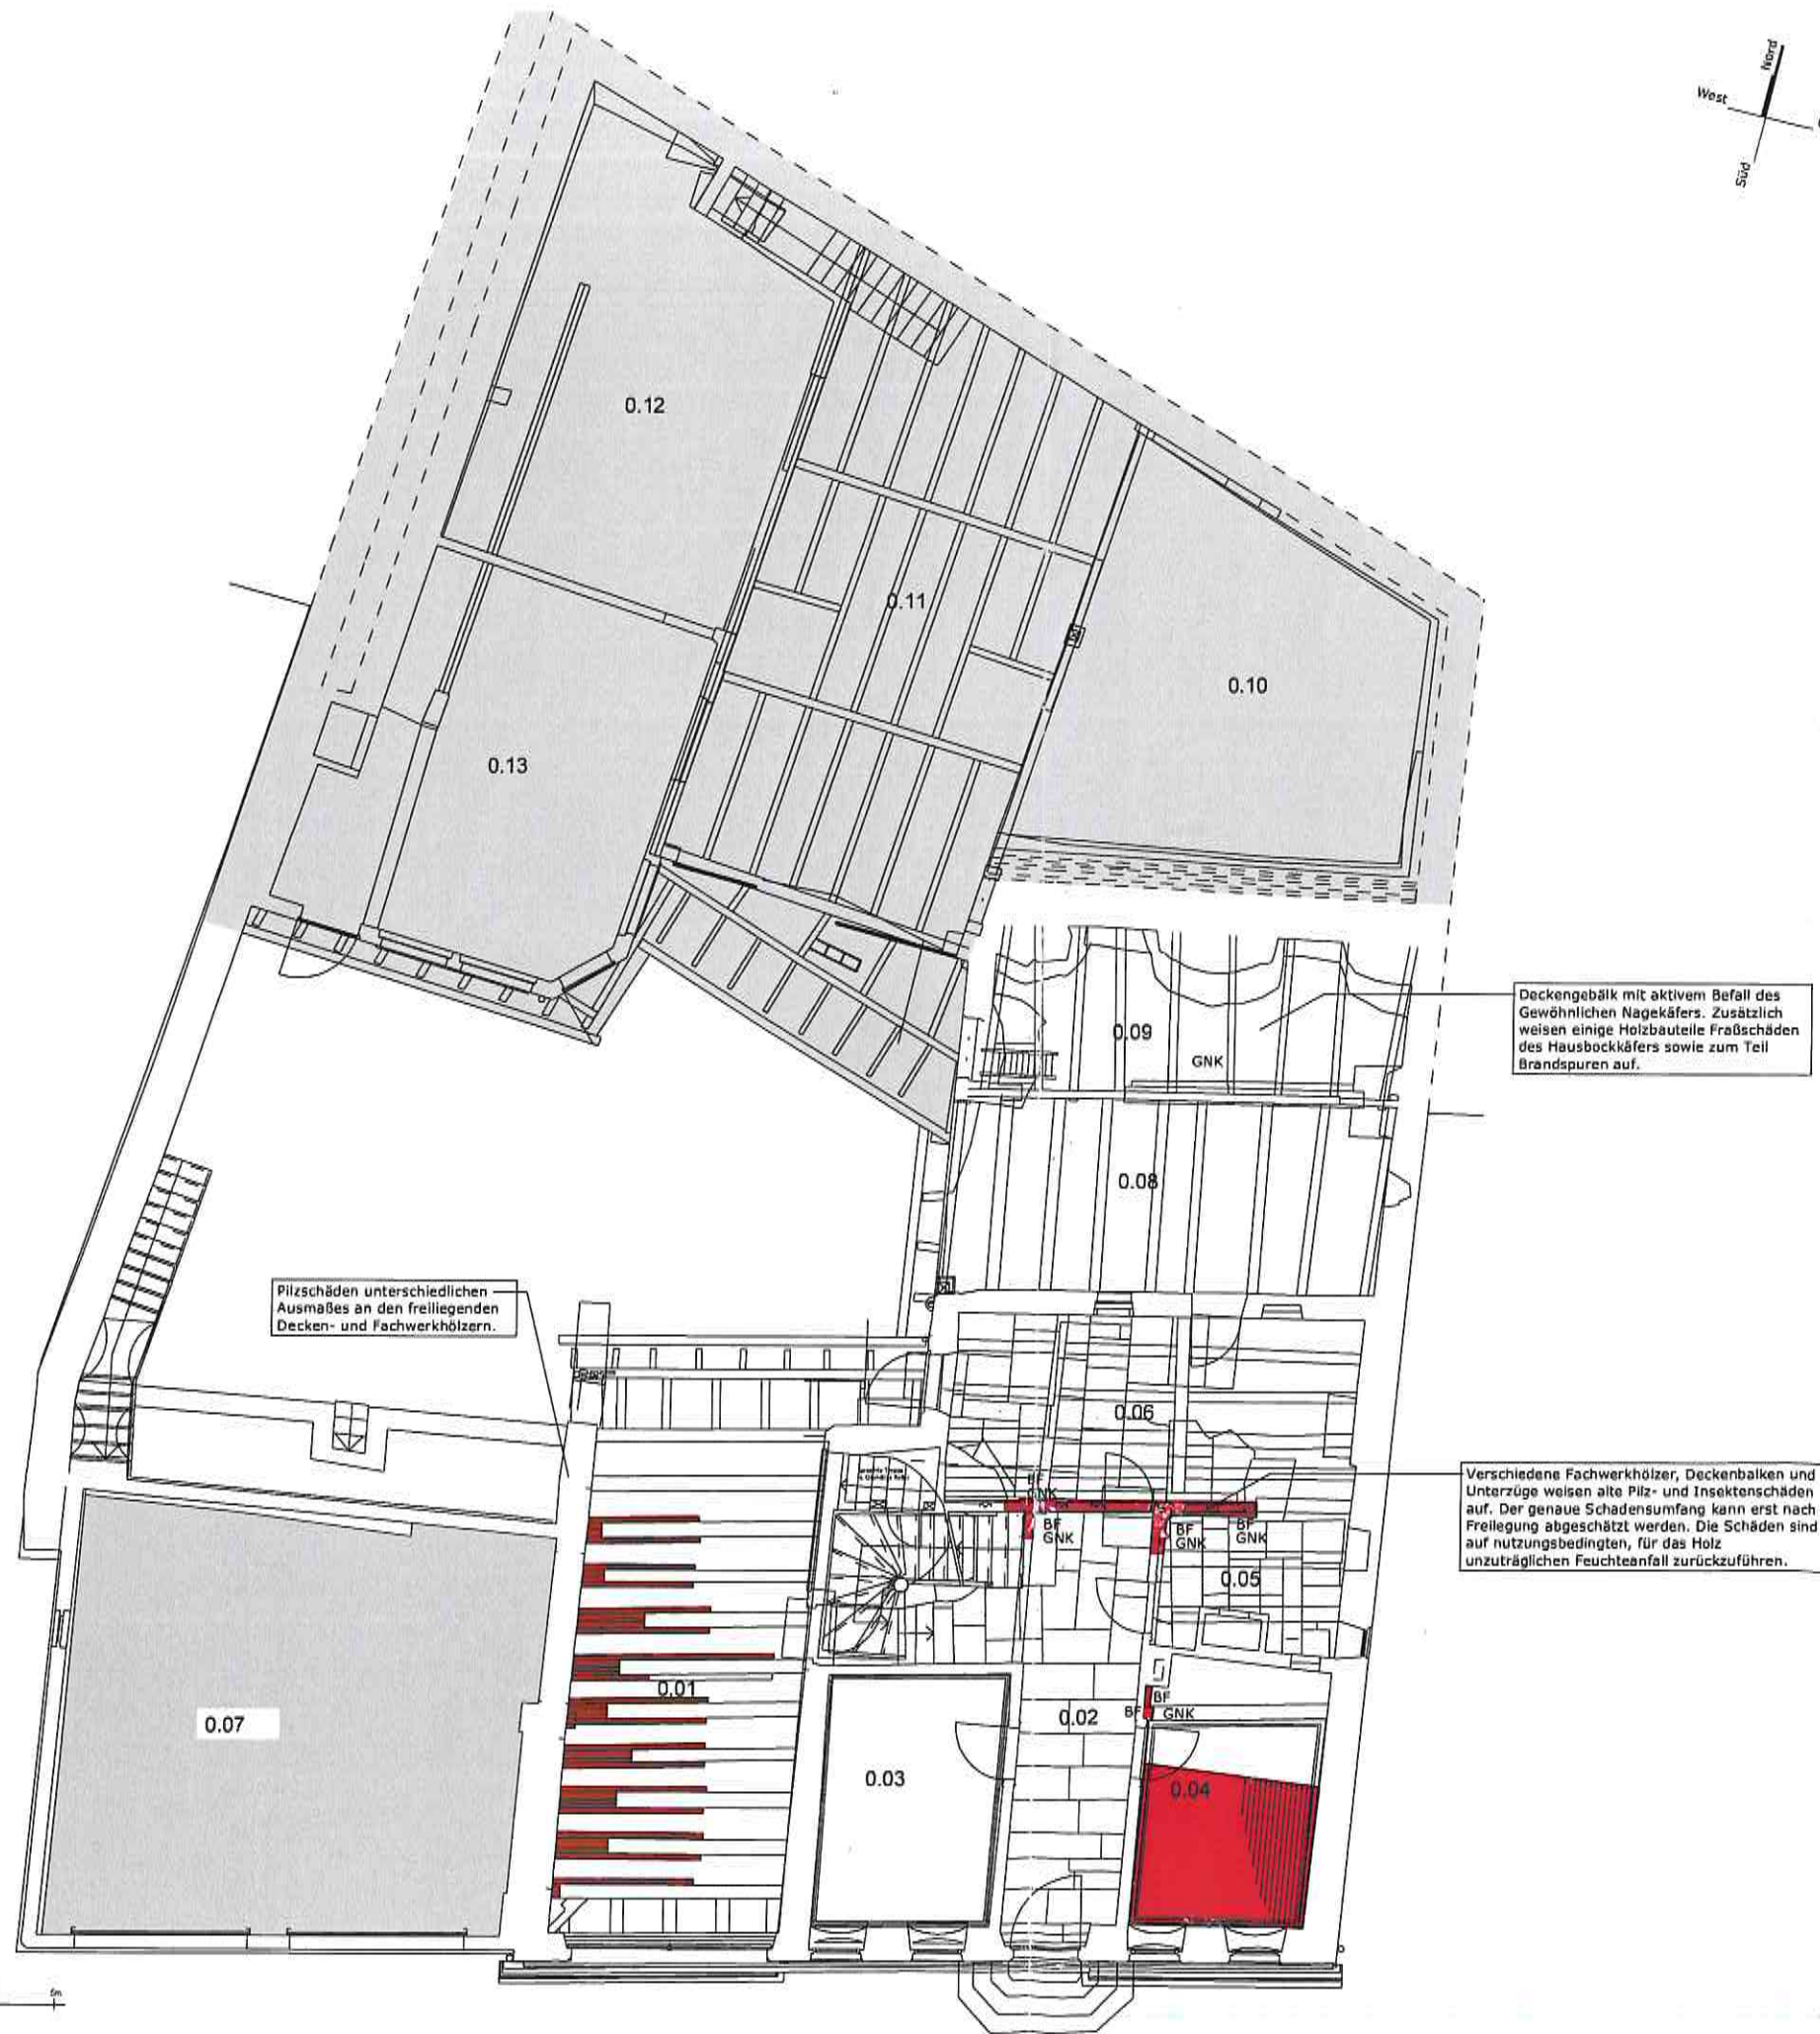 Nord
West
Süd
0.12
0.11
0.10
0.13
Deckengebälk mit aktivem Befall des
Gewöhnlichen Nagekäfers. Zusätzlich
weisen einige Holzbauteile Fraßschäden
des Hausbockkäfers sowie zum Teil
Brandspuren auf.
0.09
GNK
0.08
Pilzschäden unterschiedlichen
Ausmaßes an den freiliegenden
Decken- und Fachwerkhölzern.
0.06
Verschiedene Fachwerkhölzer, Deckenbalken und
Unterzüge weisen alte Pilz- und Insektenschäden
auf. Der genaue Schadensumfang kann erst nach
Freilegung abgeschätzt werden. Die Schäden sind
auf nutzungsbedingten, für das Holz
unzuträglichen Feuchteanfall zurückzuführen.
BF
GNK
BF
GNK
BF
GNK
BF
GNK
0.05
0.01
BF
BF GNK
0.07
0.02
0.03
0.04
5m